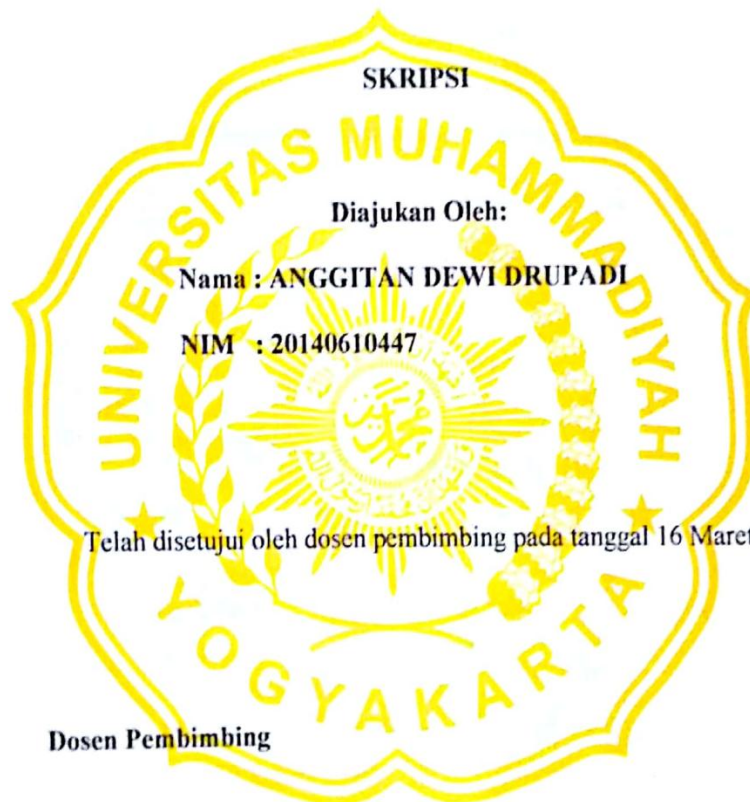 SKRIPSI
UNIVERSITAS MUHAMMADIYAH
Diajukan Oleh:
Nama : ANGGITAN DEWI DRUPADI
NIM : 20140610447
محمد
Telah disetujui oleh dosen pembimbing pada tanggal 16 Maret
YOGYAKARTA
Dosen Pembimbing